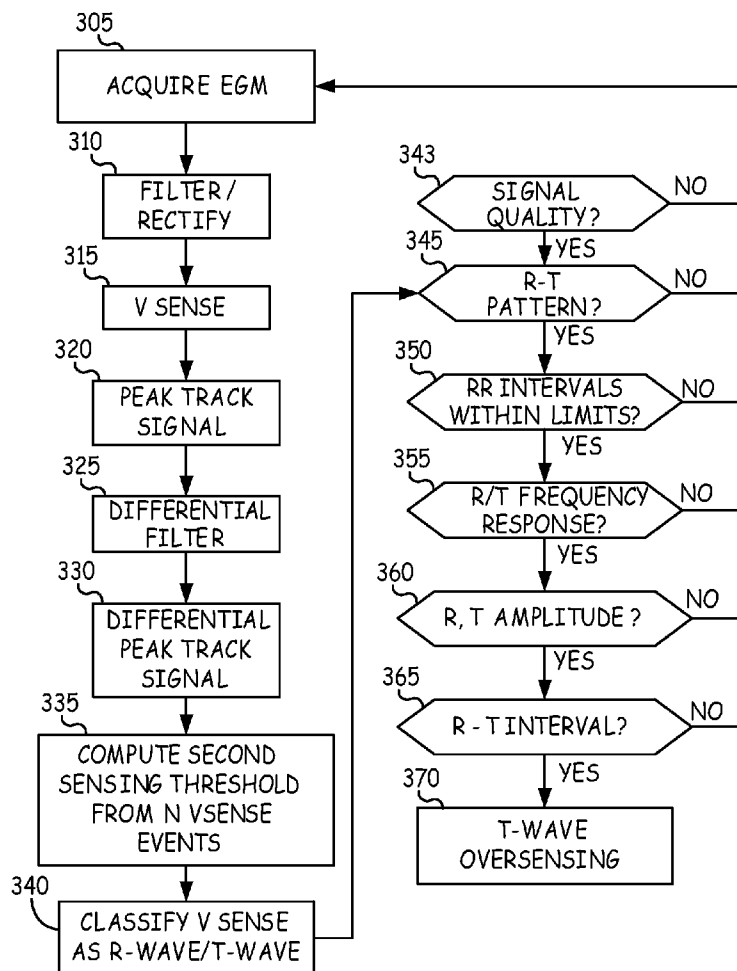 305
ACQUIRE EGM
310
FILTER /
RECTIFY
315
V SENSE
320
PEAK TRACK
SIGNAL
325
DIFFERENTIAL
FILTER
330
DIFFERENTIAL
PEAK TRACK
SIGNAL
335
COMPUTE SECOND
SENSING THRESHOLD
FROM N VSENSE
EVENTS
340
CLASSIFY V SENSE
AS R-WAVE/T-WAVE
343
SIGNAL
QUALITY?
NO
YES
345
R-T
PATTERN?
NO
YES
350
RR INTERVALS
WITHIN LIMITS?
NO
YES
355
R/T FREQUENCY
RESPONSE?
NO
YES
360
R, T AMPLITUDE?
NO
YES
365
R - T INTERVAL?
NO
YES
370
T-WAVE
OVERSENSING